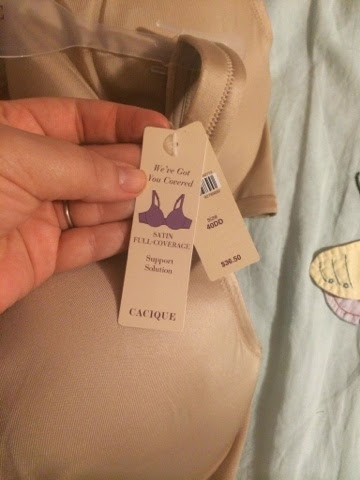 We've Got
You Covered
SATIN
FULL-COVERAGE
Support
Solution
CACIQUE
SIZE
40DD
$36.50